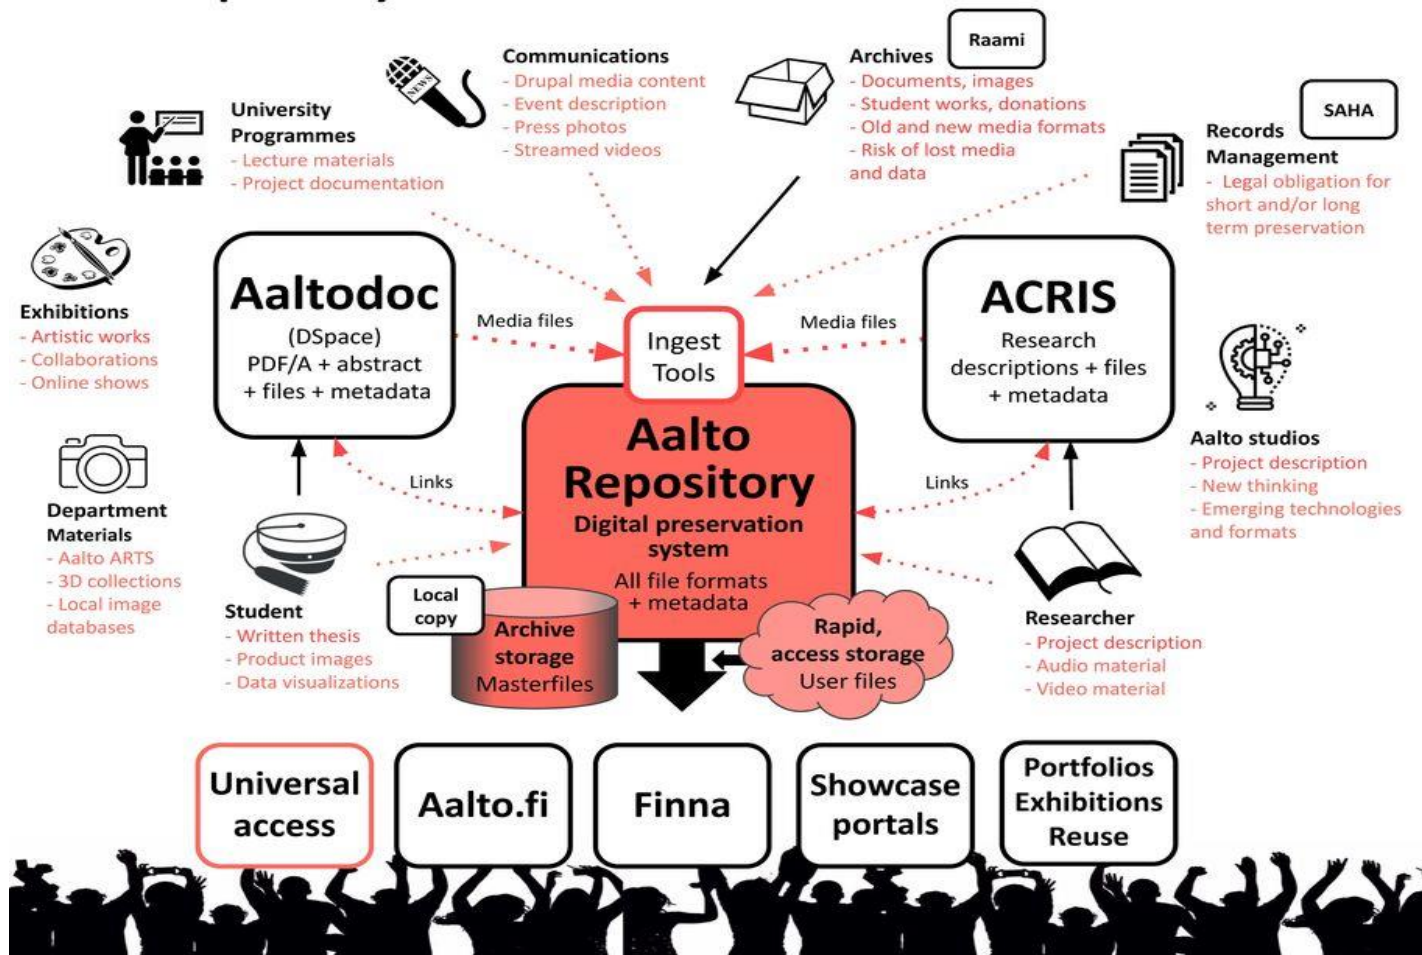 Raami
Communications
- Drupal media content
- Event description
- Press photos
- Streamed videos
NEWS
Archives
- Documents, images
- Student works, donations
- Old and new media formats
- Risk of lost media
and data
SAHA
University
Programmes
- Lecture materials
- Project documentation
Records
Management
- Legal obligation for
short and/or long
term preservation
Exhibitions
- Artistic works
- Collaborations
- Online shows
Aaltodoc
(DSpace)
PDF/A + abstract
+ files + metadata
Media files
Ingest
Tools
Media files
ACRIS
Research
descriptions + files
+ metadata
Aalto studios
- Project description
- New thinking
- Emerging technologies
and formats
Department
Materials
- Aalto ARTS
- 3D collections
- Local image
databases
Links
Links
Aalto
Repository
Digital preservation
system
All file formats
+ metadata
Student
- Written thesis
- Product images
- Data visualizations
Local
copy
Archive
storage
Masterfiles
Rapid,
access storage
User files
Researcher
- Project description
- Audio material
- Video material
Universal
access
Aalto.fi
Finna
Showcase
portals
Portfolios
Exhibitions
Reuse